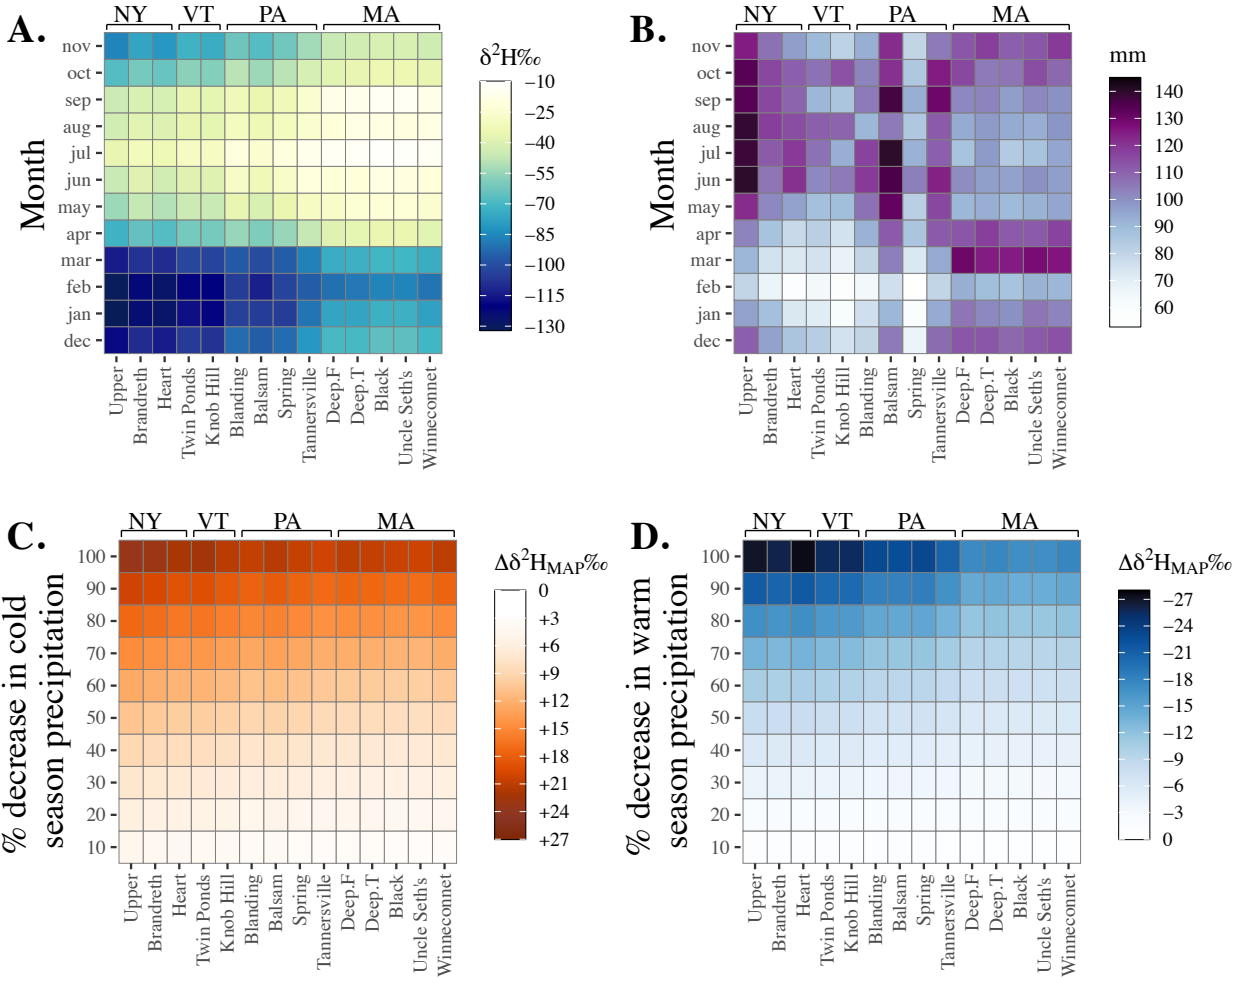 A.
NY VT PA MA
Month
nov
oct
sep
aug
jul
jun
may
apr
mar
feb
jan
dec
Upper
Brandreth
Heart
Twin Ponds
Knob Hill
Blanding
Balsam
Spring
Tannersville
Deep.F
Deep.T
Black
Uncle Seth's
Winneconnet
δ²H‰
−10
−25
−40
−55
−70
−85
−100
−115
−130
B.
NY VT PA MA
Month
nov
oct
sep
aug
jul
jun
may
apr
mar
feb
jan
dec
Upper
Brandreth
Heart
Twin Ponds
Knob Hill
Blanding
Balsam
Spring
Tannersville
Deep.F
Deep.T
Black
Uncle Seth's
Winneconnet
mm
140
130
120
110
100
90
80
70
60
C.
NY VT PA MA
% decrease in cold
season precipitation
100
90
80
70
60
50
40
30
20
10
Upper
Brandreth
Heart
Twin Ponds
Knob Hill
Blanding
Balsam
Spring
Tannersville
Deep.F
Deep.T
Black
Uncle Seth's
Winneconnet
Δδ²H_MAP‰
0
+3
+6
+9
+12
+15
+18
+21
+24
+27
D.
NY VT PA MA
% decrease in warm
season precipitation
100
90
80
70
60
50
40
30
20
10
Upper
Brandreth
Heart
Twin Ponds
Knob Hill
Blanding
Balsam
Spring
Tannersville
Deep.F
Deep.T
Black
Uncle Seth's
Winneconnet
Δδ²H_MAP‰
−27
−24
−21
−18
−15
−12
−9
−6
−3
0